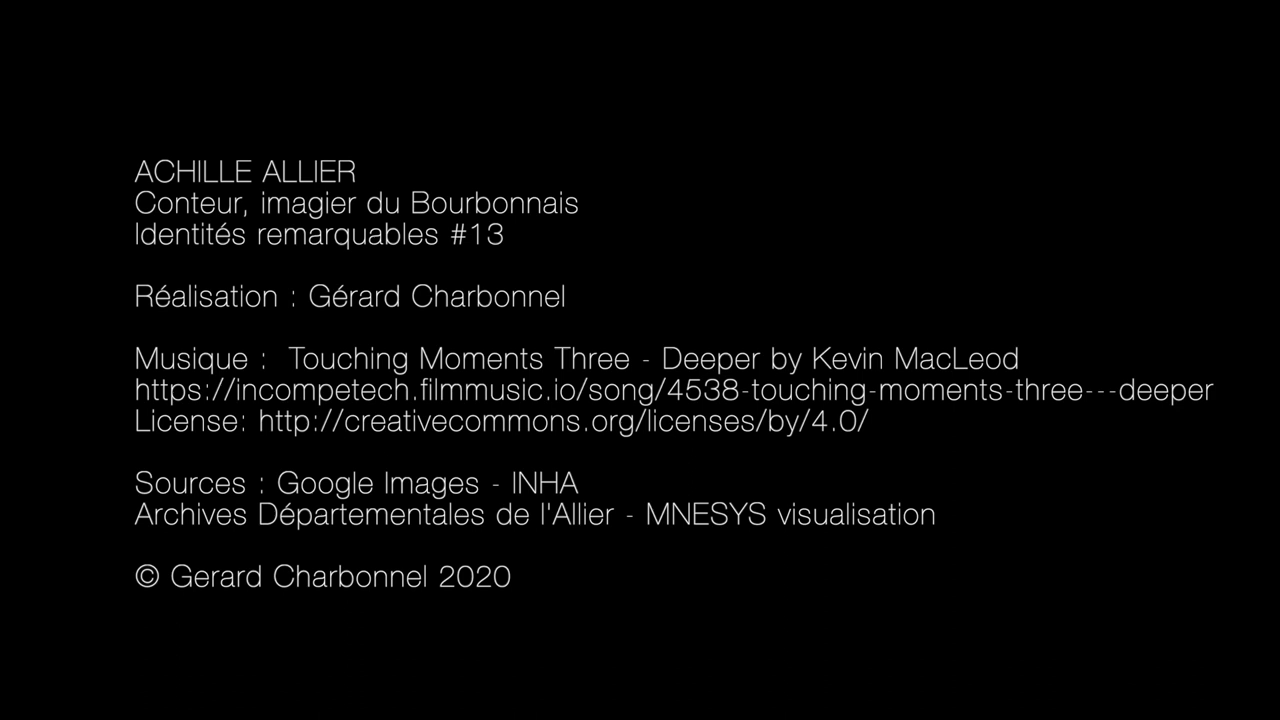 ACHILLE ALLIER
Conteur, imagier du Bourbonnais
Identités remarquables #13
Réalisation : Gérard Charbonnel
Musique :  Touching Moments Three - Deeper by Kevin MacLeod
https://incompetech.filmmusic.io/song/4538-touching-moments-three---deeper
License: http://creativecommons.org/licenses/by/4.0/
Sources : Google Images - INHA
Archives Départementales de l'Allier - MNESYS visualisation
© Gerard Charbonnel 2020